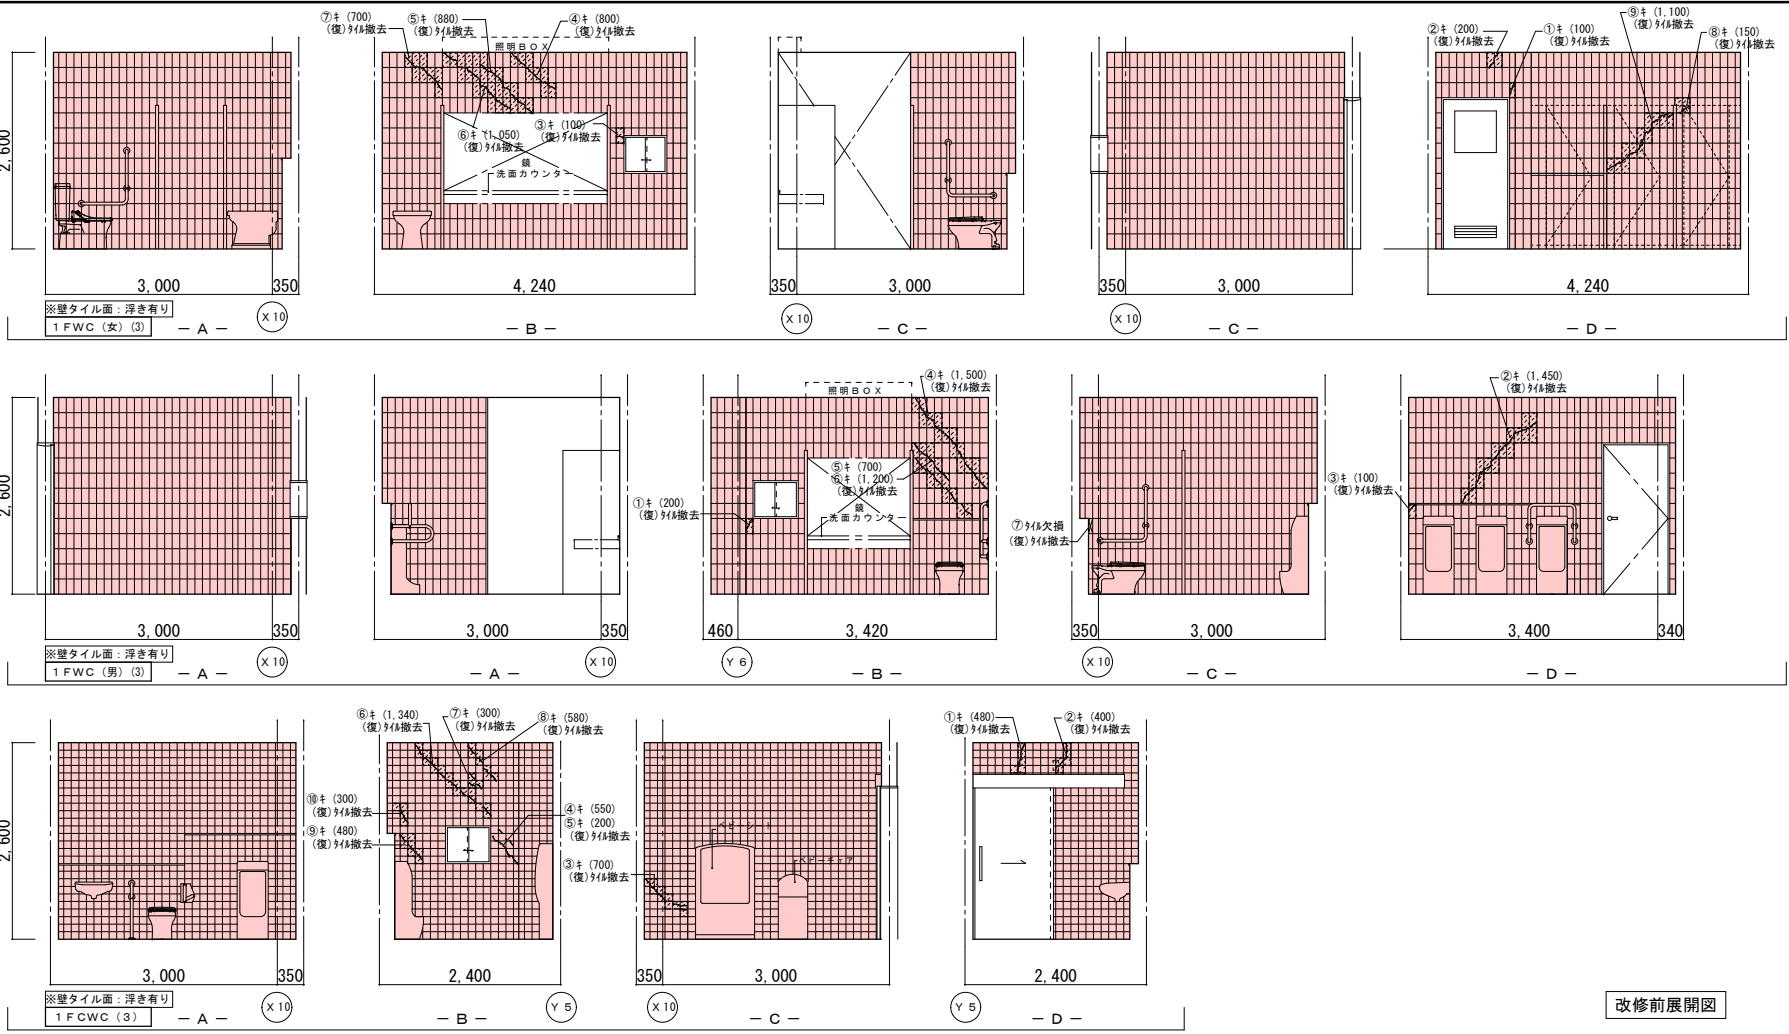 ⑦ｷ (700)
(復)ﾀｲﾙ撤去
⑤ｷ (880)
(復)ﾀｲﾙ撤去
④ｷ (800)
(復)ﾀｲﾙ撤去
照明ＢＯＸ
⑥ｷ (1,050)
(復)ﾀｲﾙ撤去
③ｷ (100)
(復)ﾀｲﾙ撤去
鏡
洗面カウンター
②ｷ (200)
(復)ﾀｲﾙ撤去
①ｷ (100)
(復)ﾀｲﾙ撤去
⑨ｷ (1,100)
(復)ﾀｲﾙ撤去
⑧ｷ (150)
(復)ﾀｲﾙ撤去
2,600
3,000
350
4,240
350
3,000
350
3,000
4,240
※壁タイル面：浮き有り
１ＦＷＣ（女）(3)
－ Ａ －
Ｘ10
－ Ｂ －
Ｘ10
－ Ｃ －
Ｘ10
－ Ｃ －
－ Ｄ －
照明ＢＯＸ
④ｷ (1,500)
(復)ﾀｲﾙ撤去
⑤ｷ (700)
⑥ｷ (1,200)
(復)ﾀｲﾙ撤去
①ｷ (200)
(復)ﾀｲﾙ撤去
鏡
洗面カウンター
⑦ﾀｲﾙ欠損
(復)ﾀｲﾙ撤去
②ｷ (1,450)
(復)ﾀｲﾙ撤去
③ｷ (100)
(復)ﾀｲﾙ撤去
2,600
3,000
350
3,000
350
460
3,420
350
3,000
3,400
340
※壁タイル面：浮き有り
１ＦＷＣ（男）(3)
－ Ａ －
Ｘ10
－ Ａ －
Ｘ10
Ｙ６
－ Ｂ －
Ｘ10
－ Ｃ －
－ Ｄ －
⑥ｷ (1,340)
(復)ﾀｲﾙ撤去
⑦ｷ (300)
(復)ﾀｲﾙ撤去
⑧ｷ (580)
(復)ﾀｲﾙ撤去
⑩ｷ (300)
(復)ﾀｲﾙ撤去
⑨ｷ (480)
(復)ﾀｲﾙ撤去
④ｷ (550)
⑤ｷ (200)
(復)ﾀｲﾙ撤去
③ｷ (700)
(復)ﾀｲﾙ撤去
ベビーシート
ベビーチェア
①ｷ (480)
(復)ﾀｲﾙ撤去
②ｷ (400)
(復)ﾀｲﾙ撤去
2,600
3,000
350
2,400
350
3,000
2,400
※壁タイル面：浮き有り
１ＦＣＷＣ（３）
－ Ａ －
Ｘ10
－ Ｂ －
Ｙ５
Ｘ10
－ Ｃ －
Ｙ５
－ Ｄ －
改修前展開図